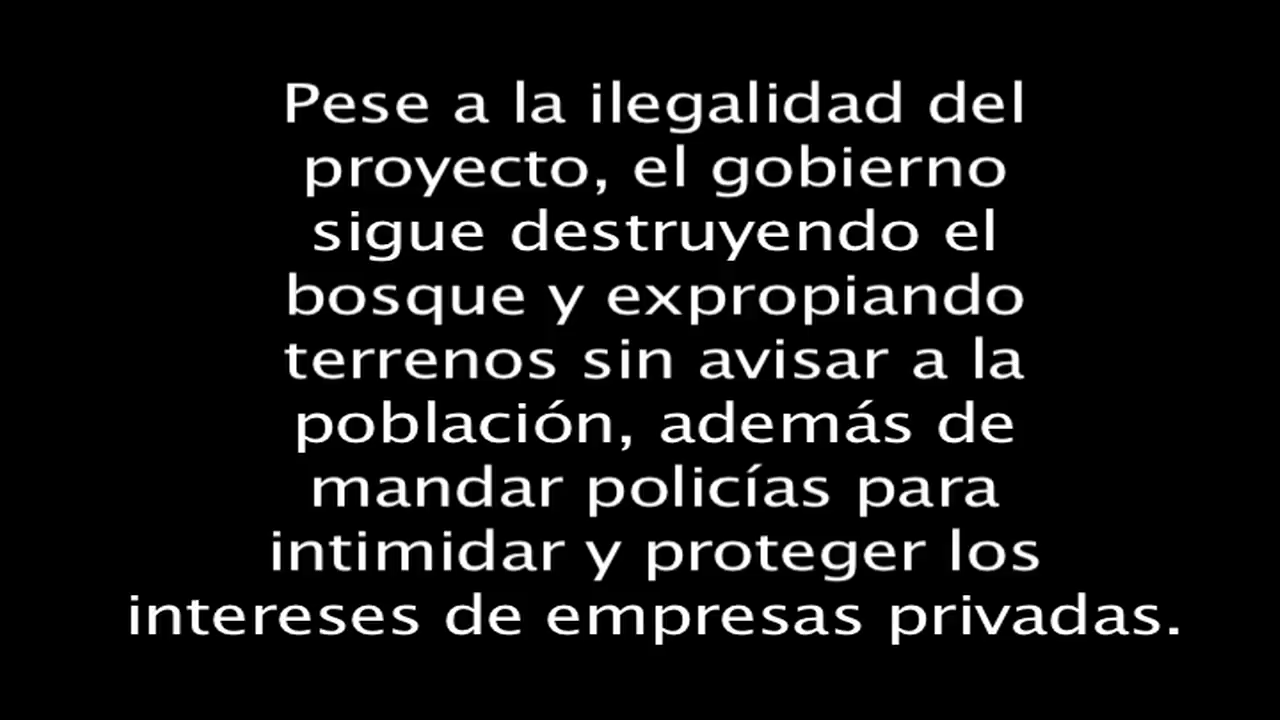 Pese a la ilegalidad del
proyecto, el gobierno
sigue destruyendo el
bosque y expropiando
terrenos sin avisar a la
población, además de
mandar policías para
intimidar y proteger los
intereses de empresas privadas.